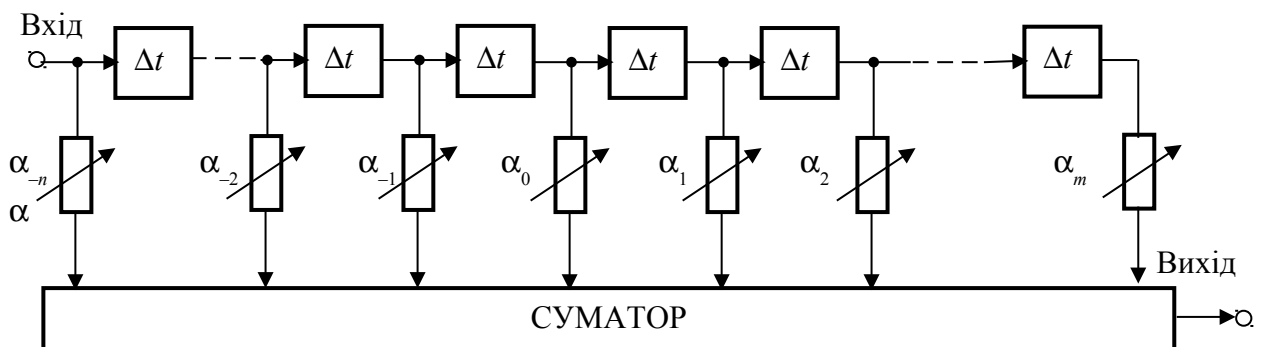 Вхід
Δt Δt Δt Δt Δt Δt
α₋ₙ α₋₂ α₋₁ α₀ α₁ α₂ αₘ
α
Вихід
СУМАТОР